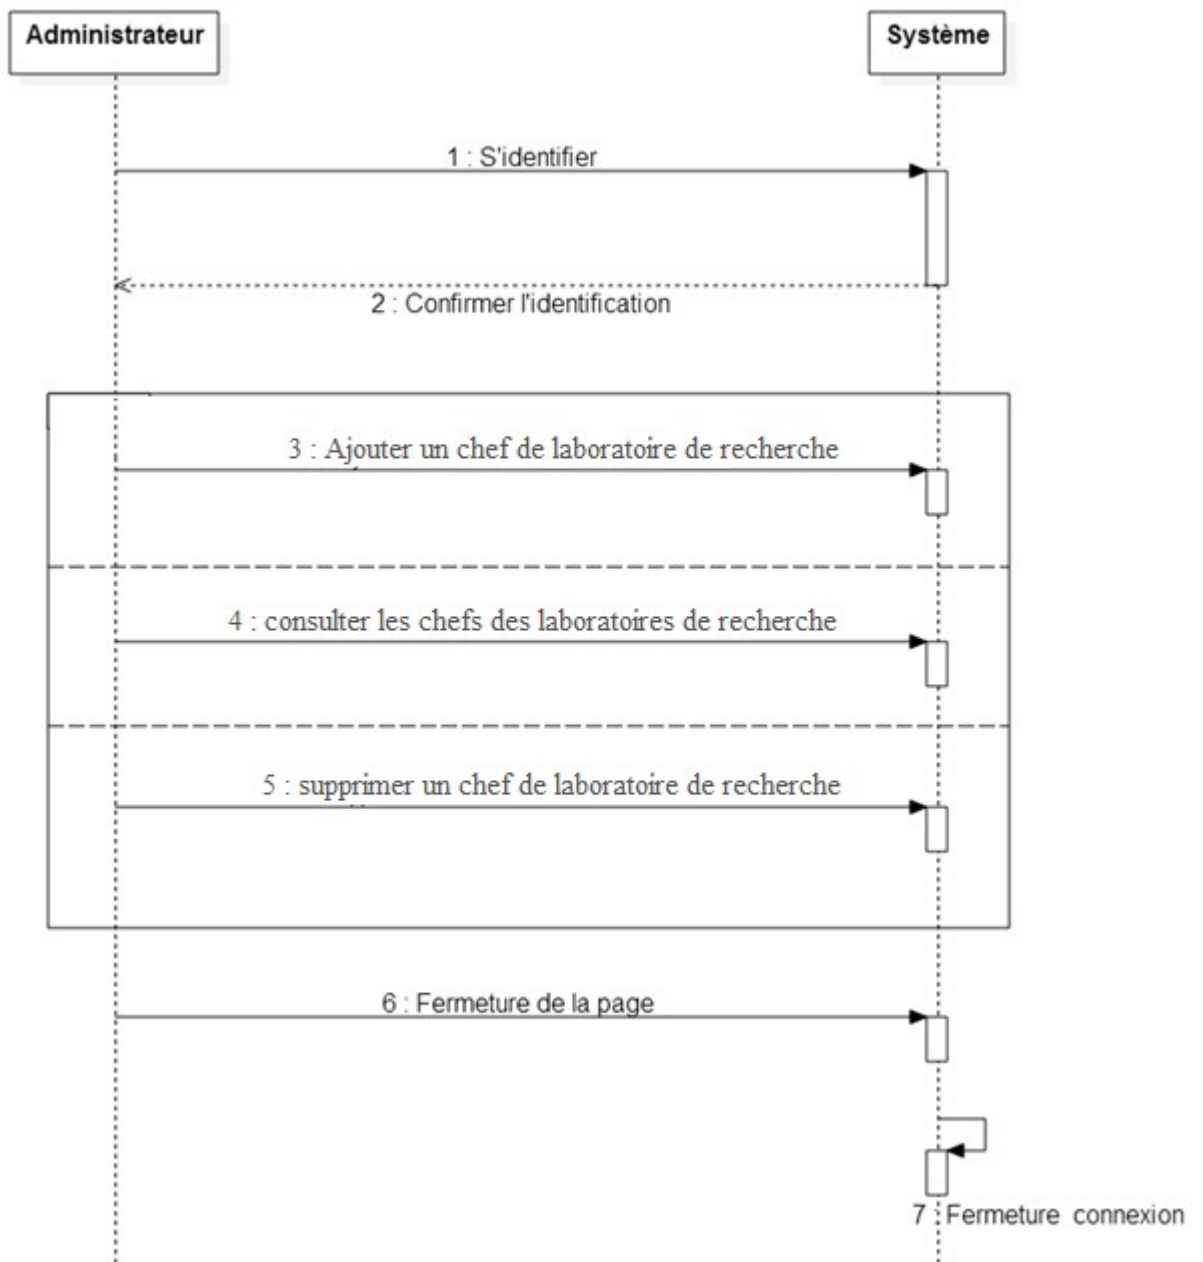 Administrateur
Système
1 : S'identifier
2 : Confirmer l'identification
3 : Ajouter un chef de laboratoire de recherche
4 : consulter les chefs des laboratoires de recherche
5 : supprimer un chef de laboratoire de recherche
6 : Fermeture de la page
7 : Fermeture connexion